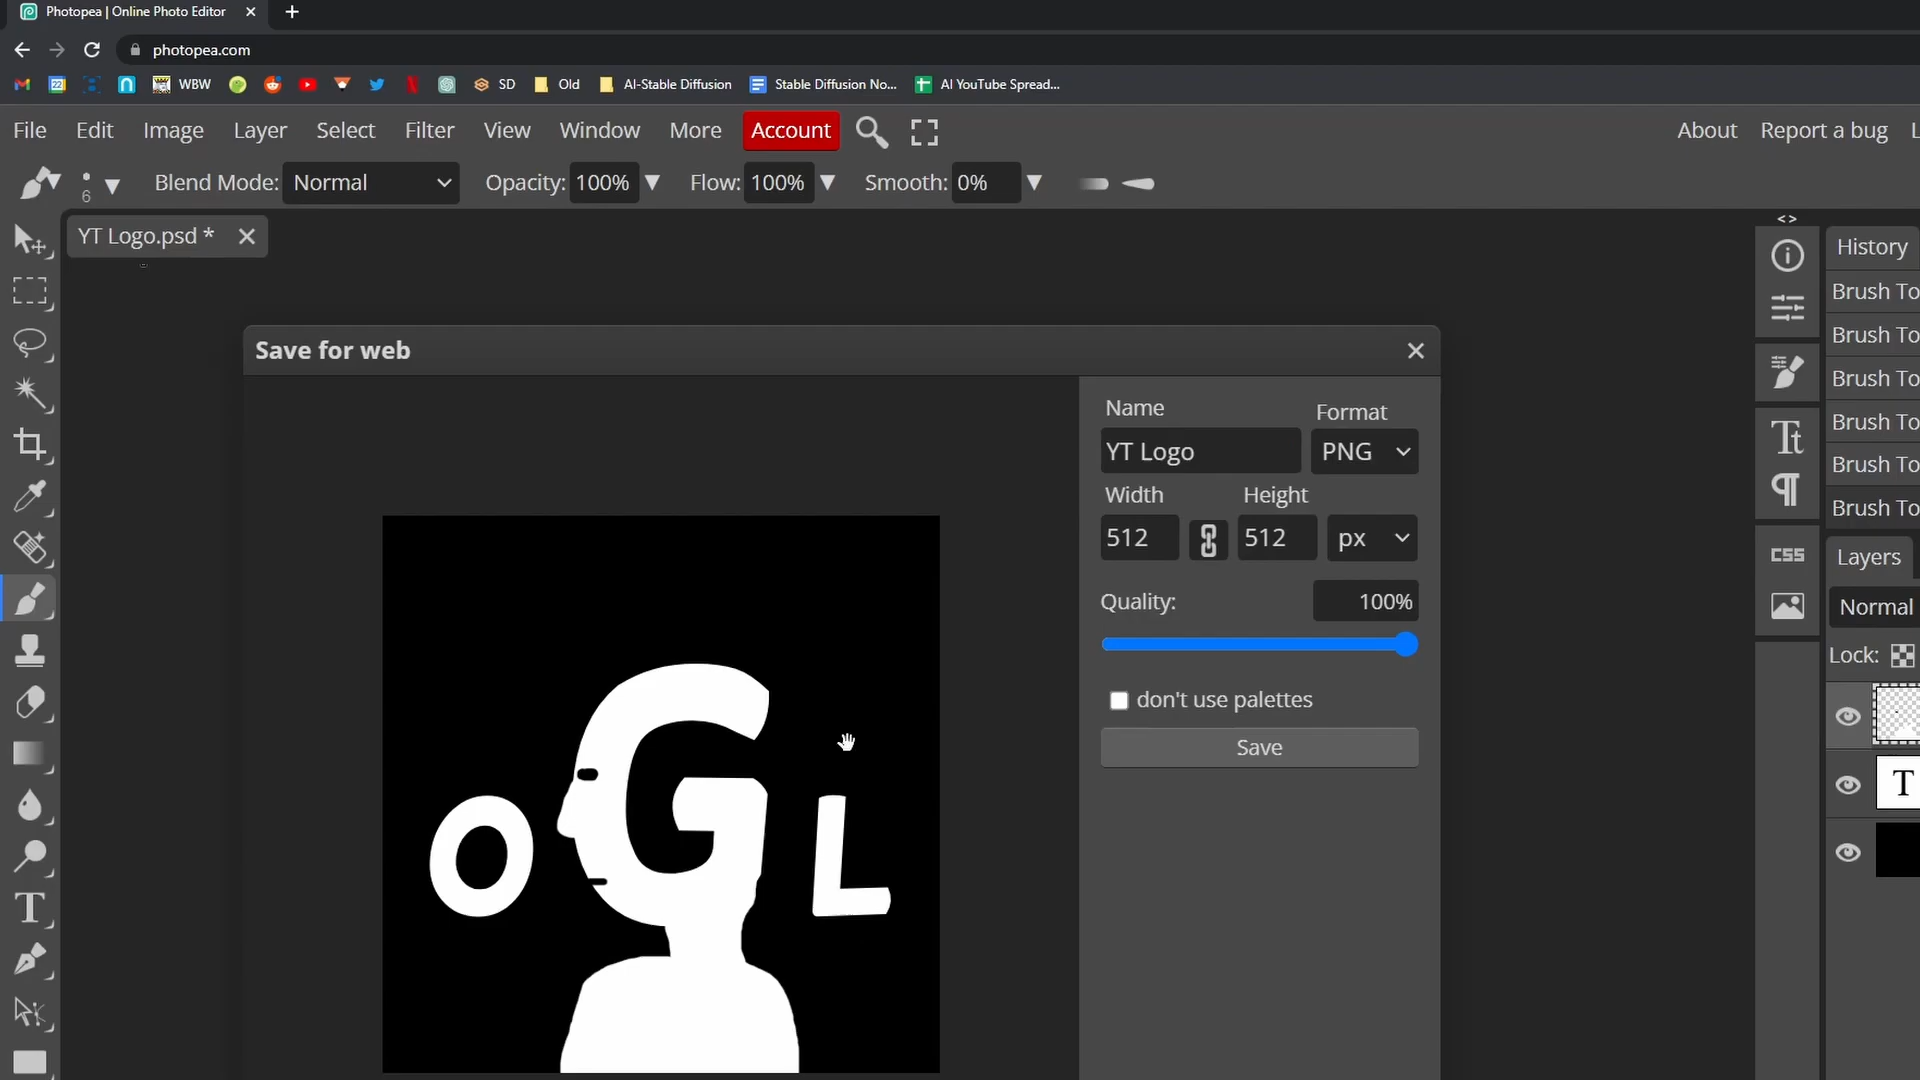 Photopea | Online Photo Editor
photopea.com
22
WBW
SD
Old
AI-Stable Diffusion
Stable Diffusion No...
AI YouTube Spread...
File Edit Image Layer Select Filter View Window More Account About Report a bug L
6
Blend Mode: Normal
Opacity: 100%
Flow: 100%
Smooth: 0%
YT Logo.psd *
Save for web
Name
Format
YT Logo
PNG
Width
Height
512
512
px
Quality: 100%
don't use palettes
Save
O G L
History
Brush To
Brush To
Brush To
Brush To
Brush To
Brush To
CSS
Layers
Normal
Lock:
T